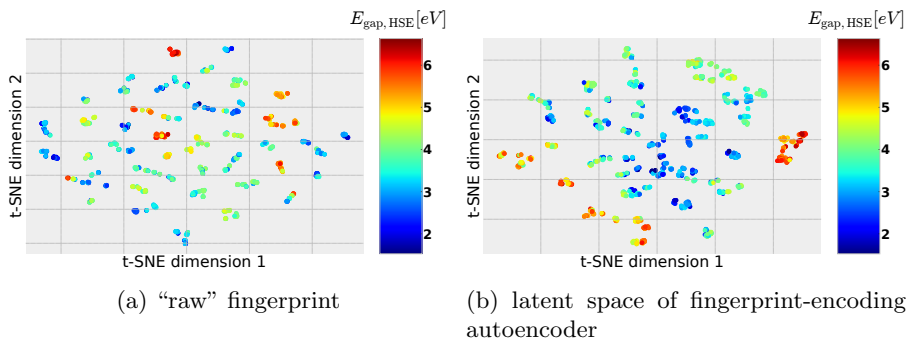 E_gap, HSE[eV]
t-SNE dimension 2
6
5
4
3
2
t-SNE dimension 1
(a) “raw” fingerprint
E_gap, HSE[eV]
t-SNE dimension 2
6
5
4
3
2
t-SNE dimension 1
(b) latent space of fingerprint-encoding
autoencoder